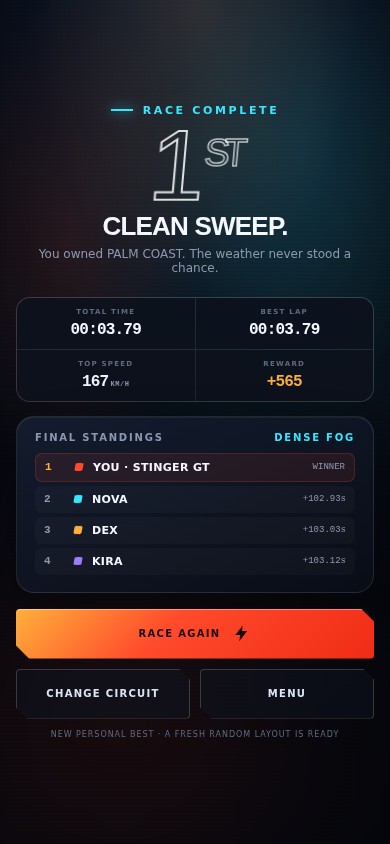 RACE COMPLETE
1ST
CLEAN SWEEP.
You owned PALM COAST. The weather never stood a
chance.
TOTAL TIME
00:03.79
BEST LAP
00:03.79
TOP SPEED
167 KM/H
REWARD
+565
FINAL STANDINGS
DENSE FOG
1 YOU · STINGER GT WINNER
2 NOVA +102.93s
3 DEX +103.03s
4 KIRA +103.12s
RACE AGAIN
CHANGE CIRCUIT
MENU
NEW PERSONAL BEST · A FRESH RANDOM LAYOUT IS READY